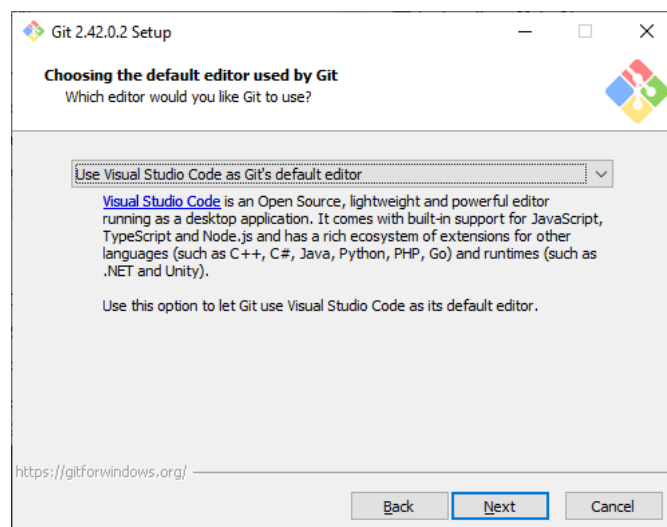 Git 2.42.0.2 Setup
Choosing the default editor used by Git
Which editor would you like Git to use?
Use Visual Studio Code as Git's default editor
Visual Studio Code is an Open Source, lightweight and powerful editor
running as a desktop application. It comes with built-in support for JavaScript,
TypeScript and Node.js and has a rich ecosystem of extensions for other
languages (such as C++, C#, Java, Python, PHP, Go) and runtimes (such as
.NET and Unity).
Use this option to let Git use Visual Studio Code as its default editor.
https://gitforwindows.org/
Back Next Cancel